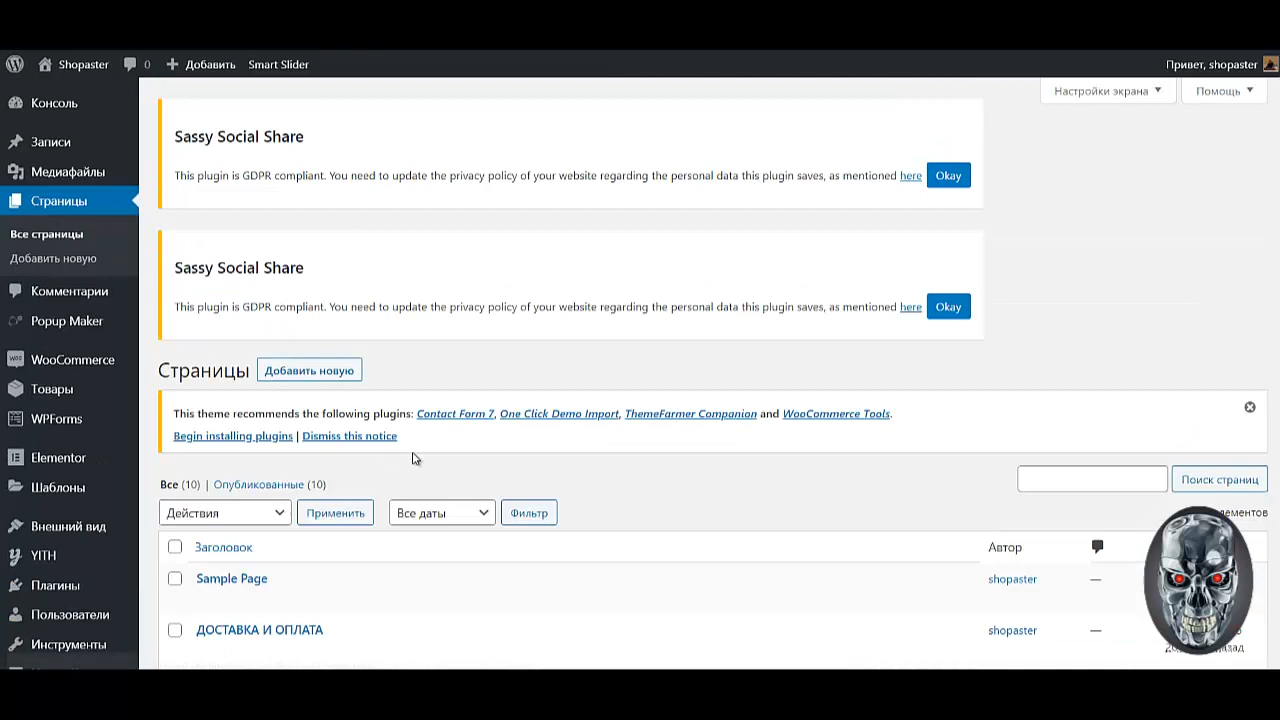 Shopaster 0 Добавить Smart Slider Привет, shopaster
Настройки экрана Помощь
Консоль
Записи
Медиафайлы
Страницы
Все страницы
Добавить новую
Комментарии
Popup Maker
WooCommerce
Товары
WPForms
Elementor
Шаблоны
Внешний вид
YITH
Плагины
Пользователи
Инструменты
Sassy Social Share
This plugin is GDPR compliant. You need to update the privacy policy of your website regarding the personal data this plugin saves, as mentioned here Okay
Sassy Social Share
This plugin is GDPR compliant. You need to update the privacy policy of your website regarding the personal data this plugin saves, as mentioned here Okay
Страницы Добавить новую
This theme recommends the following plugins: Contact Form 7, One Click Demo Import, ThemeFarmer Companion and WooCommerce Tools.
Begin installing plugins | Dismiss this notice
Все (10) | Опубликованные (10)
Поиск страниц
Действия Применить Все даты Фильтр
Заголовок Автор
Sample Page shopaster —
ДОСТАВКА И ОПЛАТА shopaster —